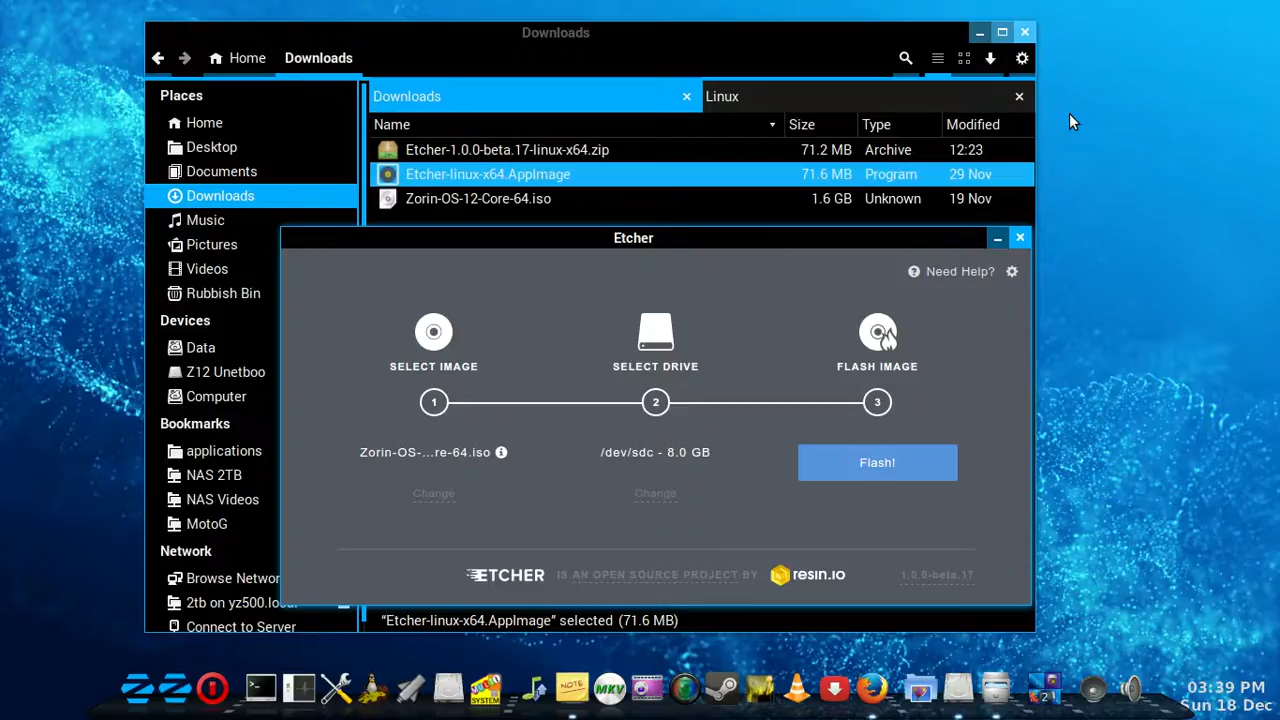 Downloads
Home
Downloads
Places
Home
Desktop
Documents
Downloads
Music
Pictures
Videos
Rubbish Bin
Devices
Data
Z12 Unetboo
Computer
Bookmarks
applications
NAS 2TB
NAS Videos
MotoG
Network
Browse Networ
2tb on yz500.loc
Connect to Server
Downloads
Linux
Name Size Type Modified
Etcher-1.0.0-beta.17-linux-x64.zip 71.2 MB Archive 12:23
Etcher-linux-x64.AppImage 71.6 MB Program 29 Nov
Zorin-OS-12-Core-64.iso 1.6 GB Unknown 19 Nov
Etcher
Need Help?
SELECT IMAGE SELECT DRIVE FLASH IMAGE
1 2 3
Zorin-OS-...re-64.iso /dev/sdc - 8.0 GB Flash!
Change Change
ETCHER IS AN OPEN SOURCE PROJECT BY resin.io 1.0.0-beta.17
“Etcher-linux-x64.AppImage” selected (71.6 MB)
NOTE
MKV
SYSTEM
2
03:39 PM
Sun 18 Dec